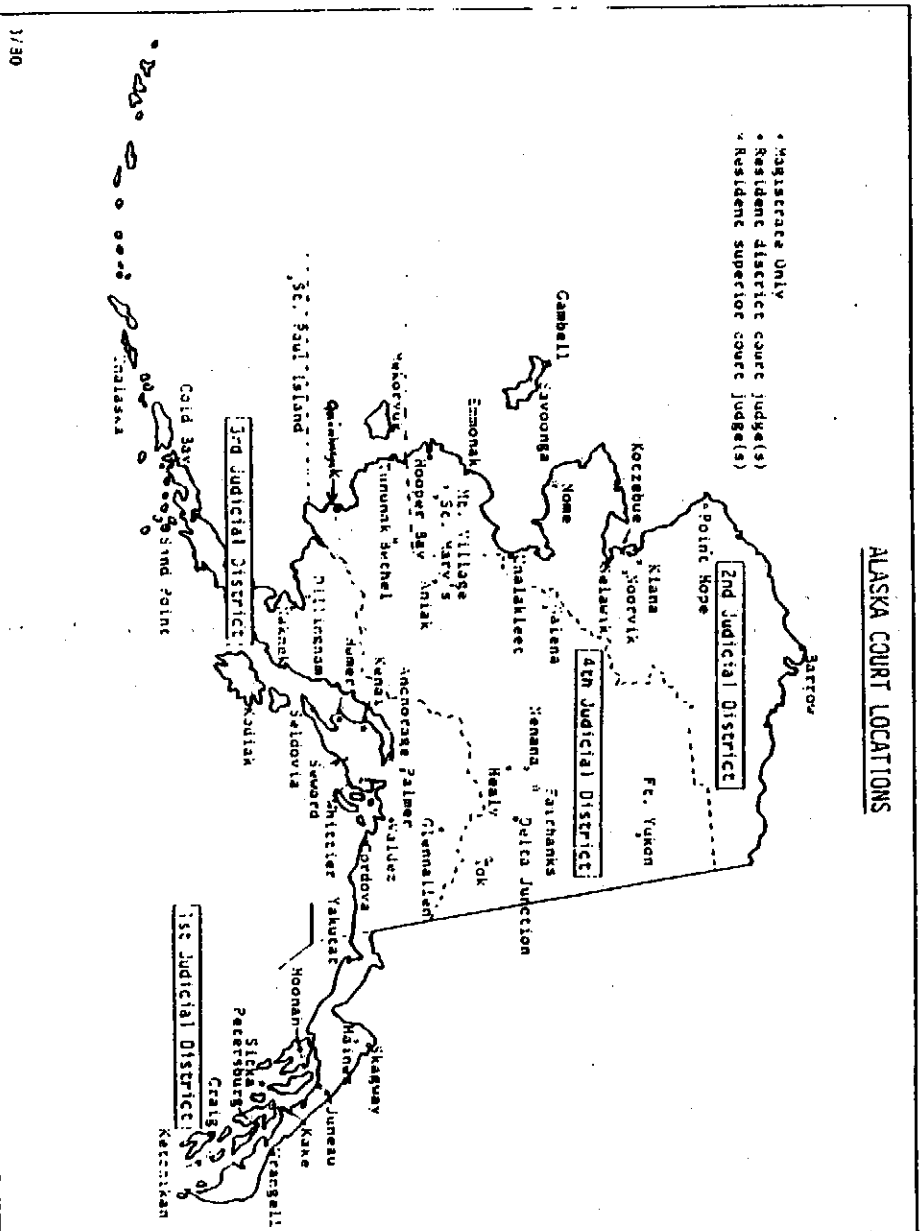 ALASKA COURT LOCATIONS
Magistrate Only
Resident district court judge(s)
Resident superior court judge(s)
Barrow
2nd Judicial District
Point Hope
Kiana
Noorvik
Kotzebue
Selawik
Ft. Yukon
4th Judicial District
Gambell
Savoonga
Nome
Galena
Unalakleet
Nenana
Fairbanks
Delta Junction
Healy
Tok
Emmonak
Mt. Village
St. Mary's
Hooper Bay
Aniak
Mekoryuk
Tununak
Bethel
Quinhagak
St. Paul Island
Anchorage
Palmer
Glennallen
Valdez
Cordova
Whittier
Kenai
Homer
Seward
Seldovia
Dillingham
Naknek
Kodiak
3rd Judicial District
Cold Bay
Sand Point
Unalaska
Yakutat
Skagway
Haines
Hoonah
Juneau
Kake
Sitka
Petersburg
Wrangell
Craig
Ketchikan
1st Judicial District